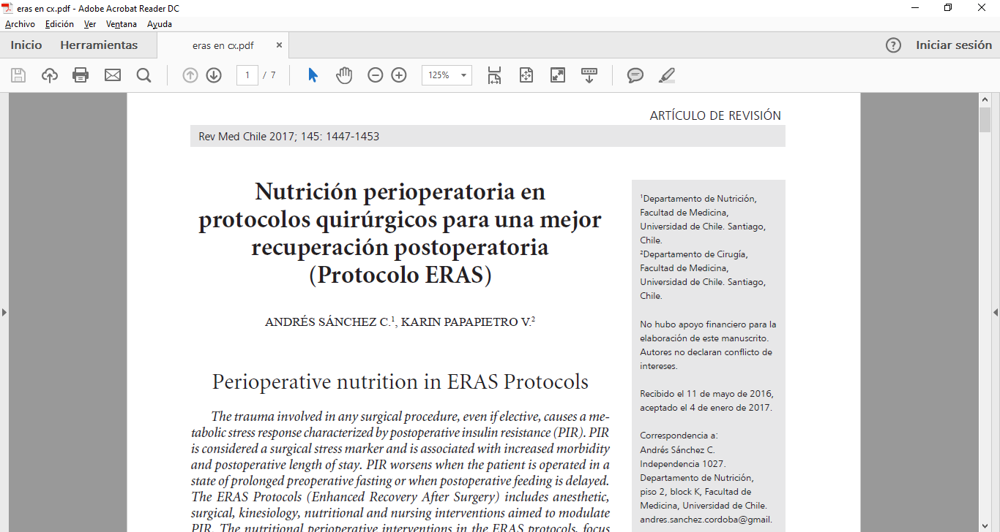 eras en cx.pdf - Adobe Acrobat Reader DC
Archivo Edición Ver Ventana Ayuda
Inicio Herramientas eras en cx.pdf × ? Iniciar sesión
1 / 7 125%
ARTÍCULO DE REVISIÓN
Rev Med Chile 2017; 145: 1447-1453
Nutrición perioperatoria en
protocolos quirúrgicos para una mejor
recuperación postoperatoria
(Protocolo ERAS)
ANDRÉS SÁNCHEZ C.¹, KARIN PAPAPIETRO V.²
Perioperative nutrition in ERAS Protocols
The trauma involved in any surgical procedure, even if elective, causes a me-
tabolic stress response characterized by postoperative insulin resistance (PIR). PIR
is considered a surgical stress marker and is associated with increased morbidity
and postoperative length of stay. PIR worsens when the patient is operated in a
state of prolonged preoperative fasting or when postoperative feeding is delayed.
The ERAS Protocols (Enhanced Recovery After Surgery) includes anesthetic,
surgical, kinesiology, nutritional and nursing interventions aimed to modulate
PIR. The nutritional perioperative interventions in the ERAS protocols, focus
¹Departamento de Nutrición,
Facultad de Medicina,
Universidad de Chile. Santiago,
Chile.
²Departamento de Cirugía,
Facultad de Medicina,
Universidad de Chile. Santiago,
Chile.
No hubo apoyo financiero para la
elaboración de este manuscrito.
Autores no declaran conflicto de
intereses.
Recibido el 11 de mayo de 2016,
aceptado el 4 de enero de 2017.
Correspondencia a:
Andrés Sánchez C.
Independencia 1027.
Departamento de Nutrición,
piso 2, block K, Facultad de
Medicina, Universidad de Chile.
andres.sanchez.cordoba@gmail.